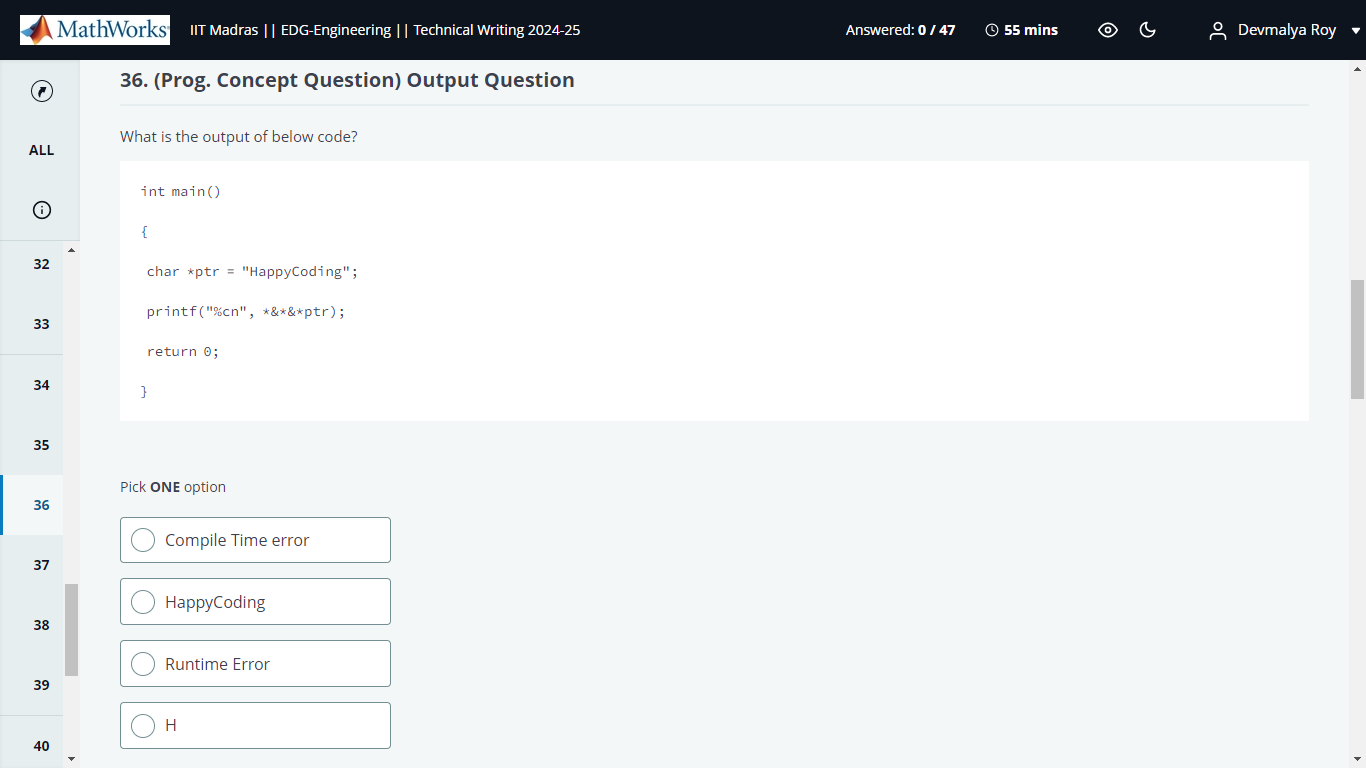 MathWorks
IIT Madras || EDG-Engineering || Technical Writing 2024-25
Answered: 0 / 47
55 mins
Devmalya Roy
ALL
32
33
34
35
36
37
38
39
40
36. (Prog. Concept Question) Output Question
What is the output of below code?
int main()
{
char *ptr = "HappyCoding";
printf("%cn", *&*&*ptr);
return 0;
}
Pick ONE option
Compile Time error
HappyCoding
Runtime Error
H